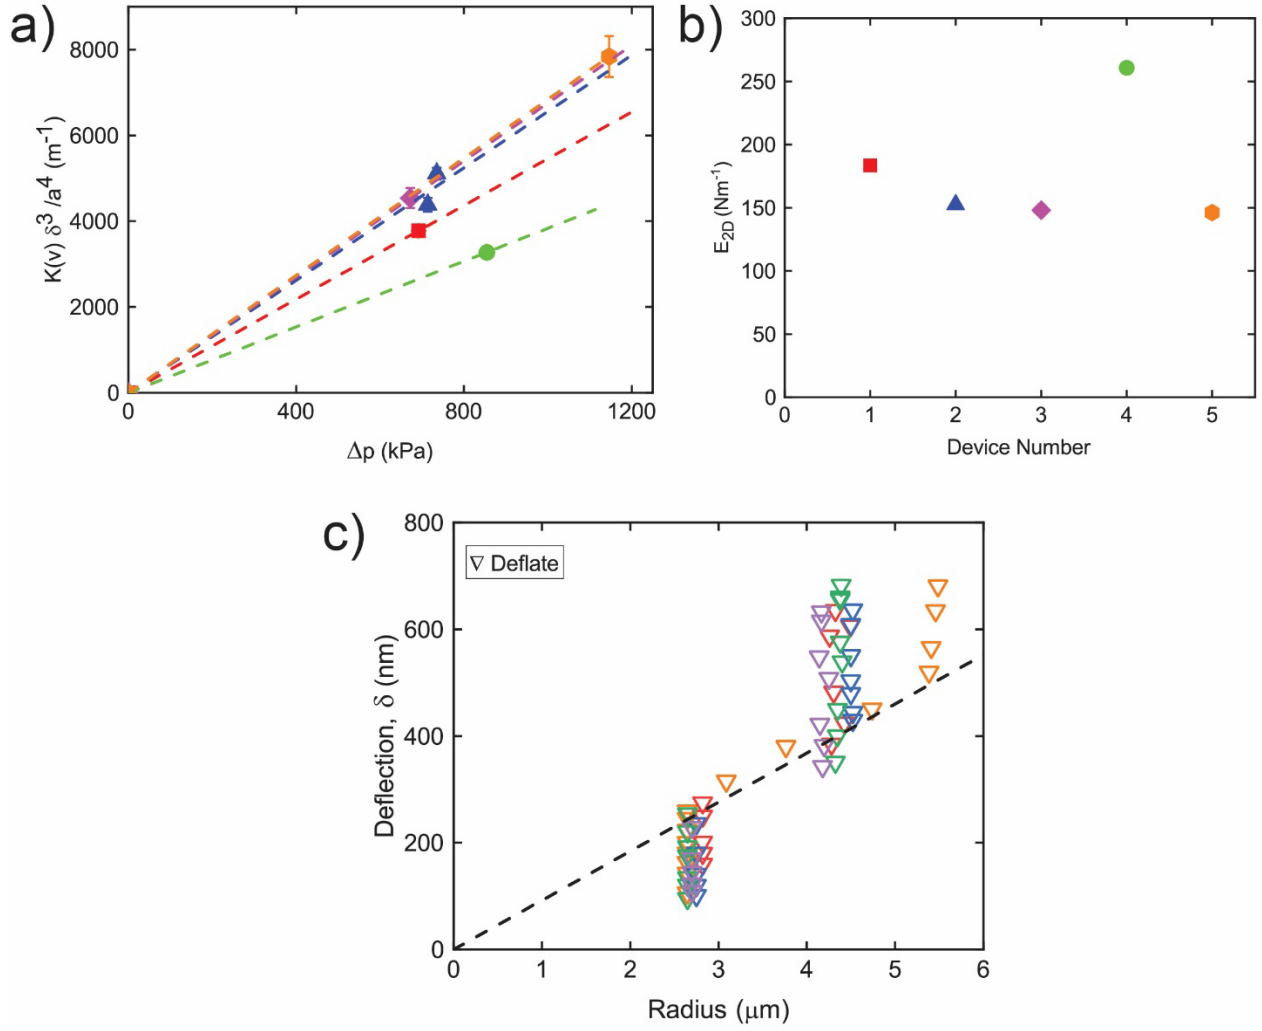 a)
8000
6000
4000
2000
0
K(v) δ³ /a⁴ (m⁻¹)
0 400 800 1200
Δp (kPa)
b)
300
250
200
150
100
50
0
E2D (Nm⁻¹)
0 1 2 3 4 5
Device Number
c)
800
600
400
200
0
Deflection, δ (nm)
▽ Deflate
0 1 2 3 4 5 6
Radius (μm)